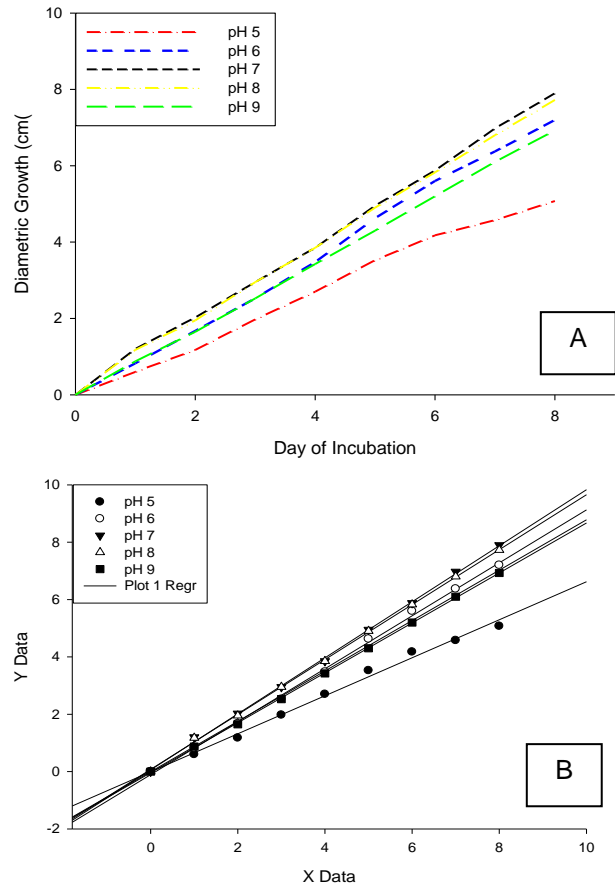 A
10
8
6
4
2
0
Diametric Growth (cm(
pH 5
pH 6
pH 7
pH 8
pH 9
0 2 4 6 8
Day of Incubation
B
10
8
6
4
2
0
-2
Y Data
pH 5
pH 6
pH 7
pH 8
pH 9
Plot 1 Regr
0 2 4 6 8 10
X Data